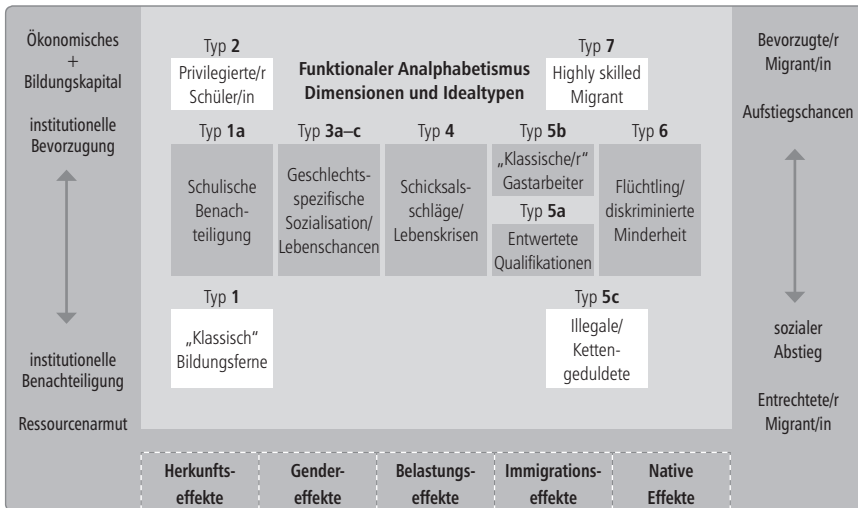 Ökonomisches
+
Bildungskapital
institutionelle
Bevorzugung
institutionelle
Benachteiligung
Ressourcenarmut
Typ 2
Privilegierte/r
Schüler/in
Funktionaler Analphabetismus
Dimensionen und Idealtypen
Typ 7
Highly skilled
Migrant
Typ 1a
Schulische
Benach-
teiligung
Typ 3a–c
Geschlechts-
spezifische
Sozialisation/
Lebenschancen
Typ 4
Schicksals-
schläge/
Lebenskrisen
Typ 5b
„Klassische/r“
Gastarbeiter
Typ 5a
Entwertete
Qualifikationen
Typ 6
Flüchtling/
diskriminierte
Minderheit
Typ 1
„Klassisch“
Bildungsferne
Typ 5c
Illegale/
Ketten-
geduldete
Bevorzugte/r
Migrant/in
Aufstiegschancen
sozialer
Abstieg
Entrechtete/r
Migrant/in
Herkunfts-
effekte
Gender-
effekte
Belastungs-
effekte
Immigrations-
effekte
Native
Effekte